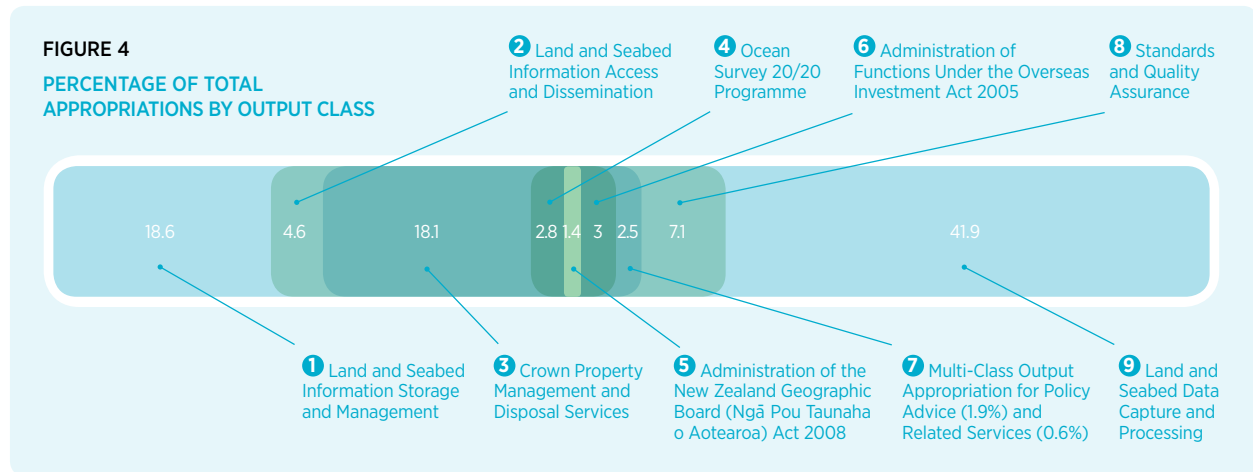 FIGURE 4
PERCENTAGE OF TOTAL
APPROPRIATIONS BY OUTPUT CLASS
2 Land and Seabed
Information Access
and Dissemination
4 Ocean
Survey 20/20
Programme
6 Administration of
Functions Under the Overseas
Investment Act 2005
8 Standards
and Quality
Assurance
18.6
4.6
18.1
2.8
1.4
3
2.5
7.1
41.9
1 Land and Seabed
Information Storage
and Management
3 Crown Property
Management and
Disposal Services
5 Administration of the
New Zealand Geographic
Board (Ngā Pou Taunaha
o Aotearoa) Act 2008
7 Multi-Class Output
Appropriation for Policy
Advice (1.9%) and
Related Services (0.6%)
9 Land and
Seabed Data
Capture and
Processing